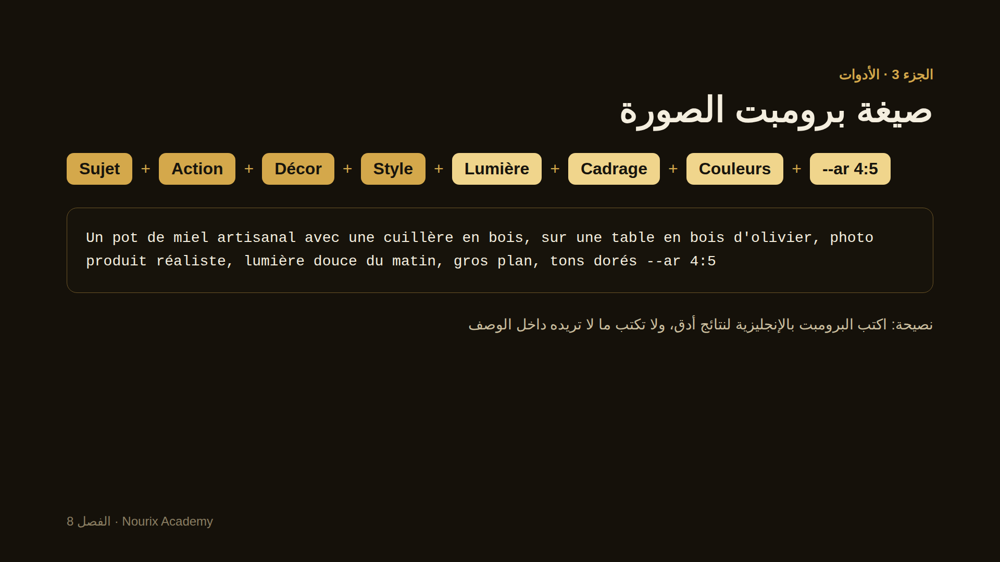 الجزء 3 · الأدوات
صيغة برومبت الصورة
Sujet + Action + Décor + Style + Lumière + Cadrage + Couleurs + --ar 4:5
Un pot de miel artisanal avec une cuillère en bois, sur une table en bois d'olivier, photo
produit réaliste, lumière douce du matin, gros plan, tons dorés --ar 4:5
نصيحة: اكتب البرومبت بالإنجليزية لنتائج أدق، ولا تكتب ما لا تريده داخل الوصف
Nourix Academy · الفصل 8